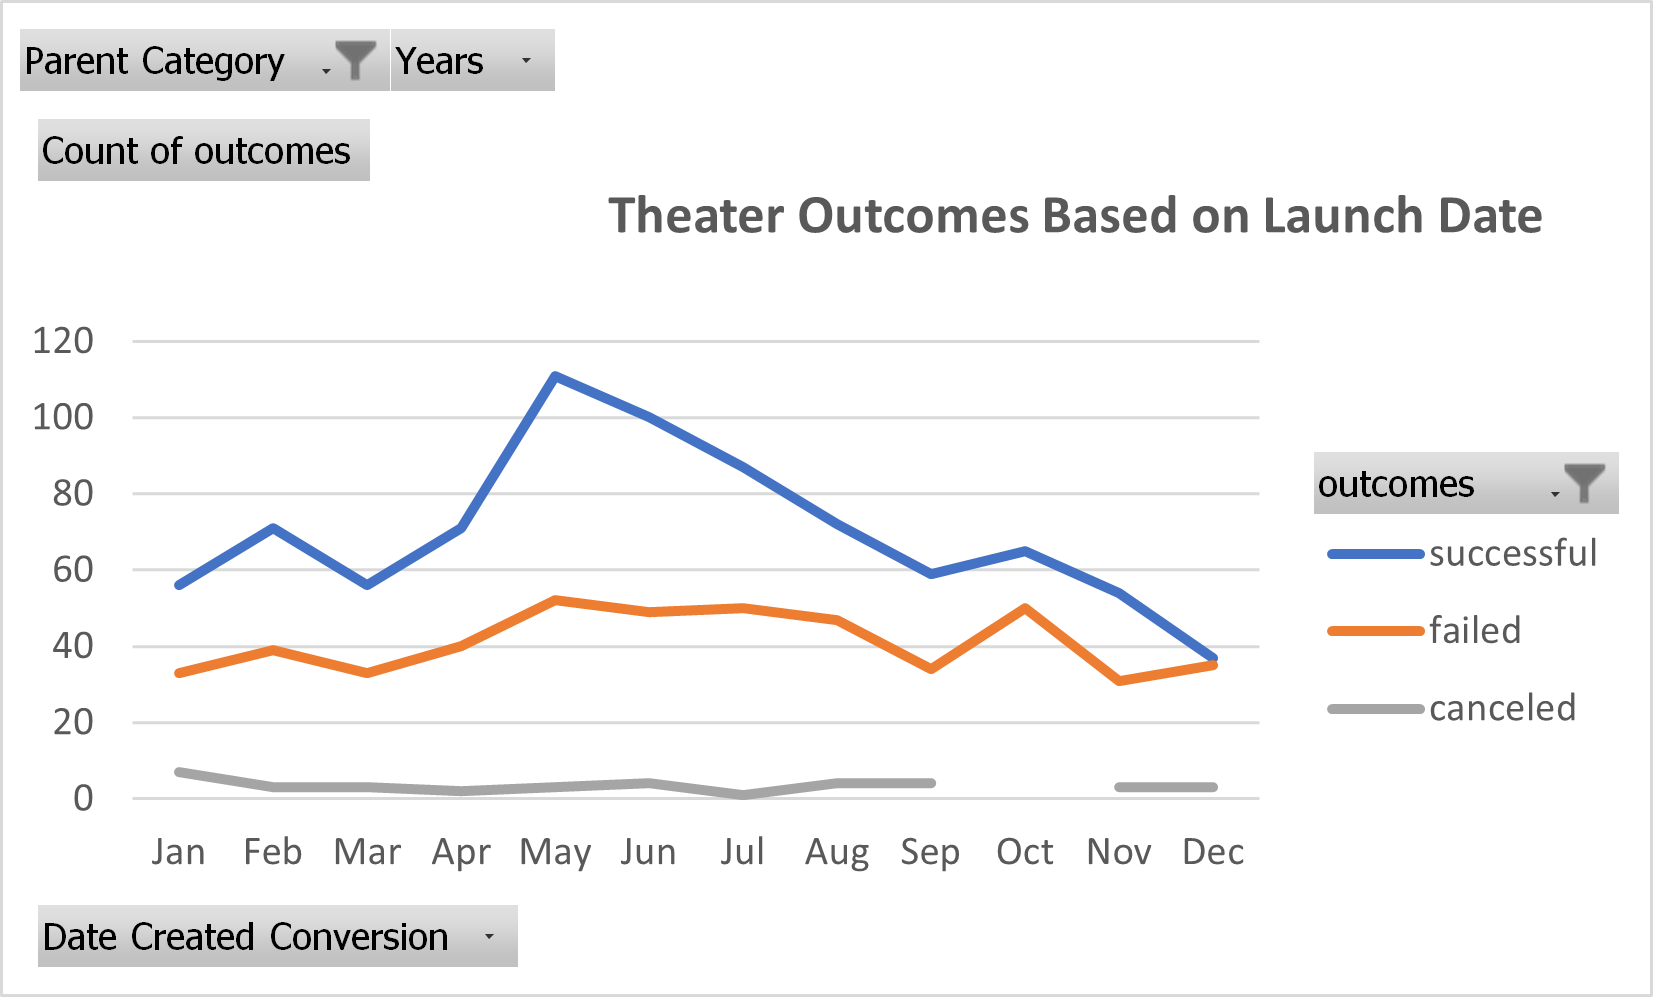 Parent Category Years
Count of outcomes
Theater Outcomes Based on Launch Date
120
100
80
60
40
20
0
Jan Feb Mar Apr May Jun Jul Aug Sep Oct Nov Dec
outcomes
successful
failed
canceled
Date Created Conversion